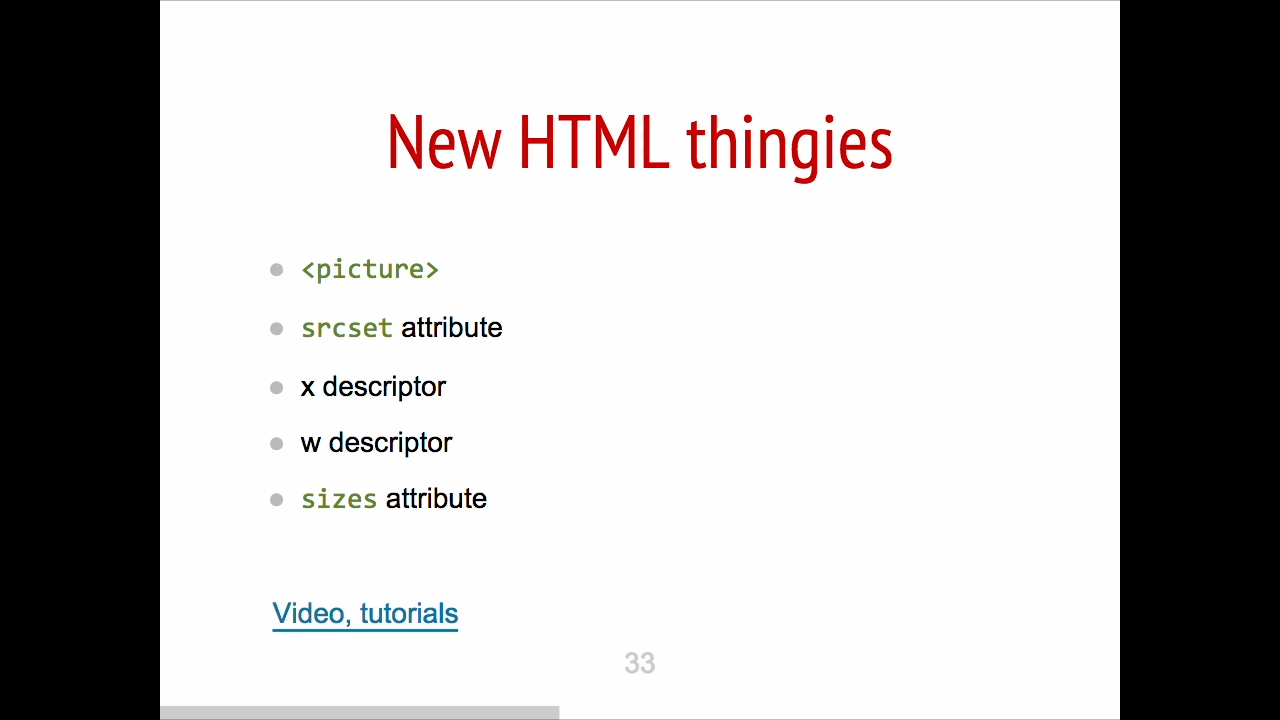 New HTML thingies
<picture>
srcset attribute
x descriptor
w descriptor
sizes attribute
Video, tutorials
33